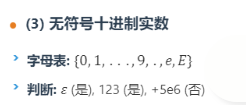 (3) 无符号十进制实数
字母表: {0, 1, . . . , 9, . , e, E}
判断: ε (是), 123 (是), +5e6 (否)